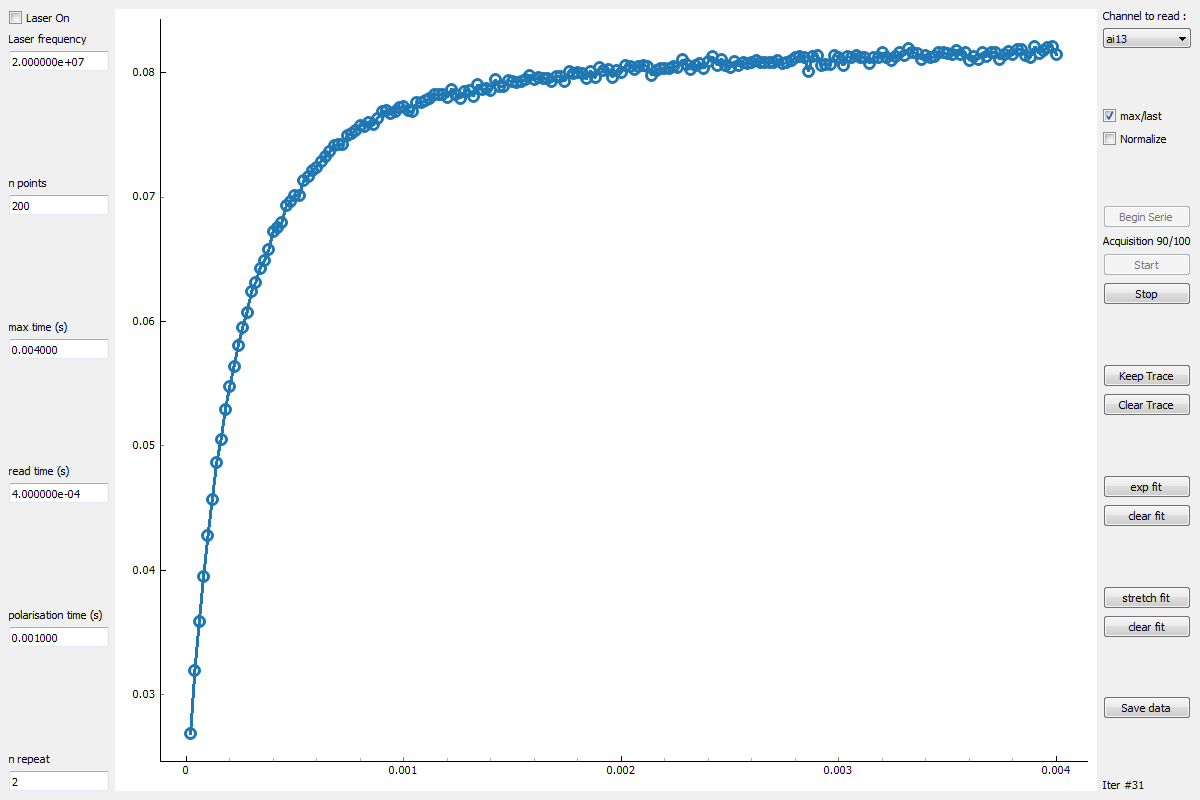 Laser On
Laser frequency
2.000000e+07
n points
200
max time (s)
0.004000
read time (s)
4.000000e-04
polarisation time (s)
0.001000
n repeat
2
0.08
0.07
0.06
0.05
0.04
0.03
0 0.001 0.002 0.003 0.004
Channel to read :
ai13
max/last
Normalize
Begin Serie
Acquisition 90/100
Start
Stop
Keep Trace
Clear Trace
exp fit
clear fit
stretch fit
clear fit
Save data
Iter #31